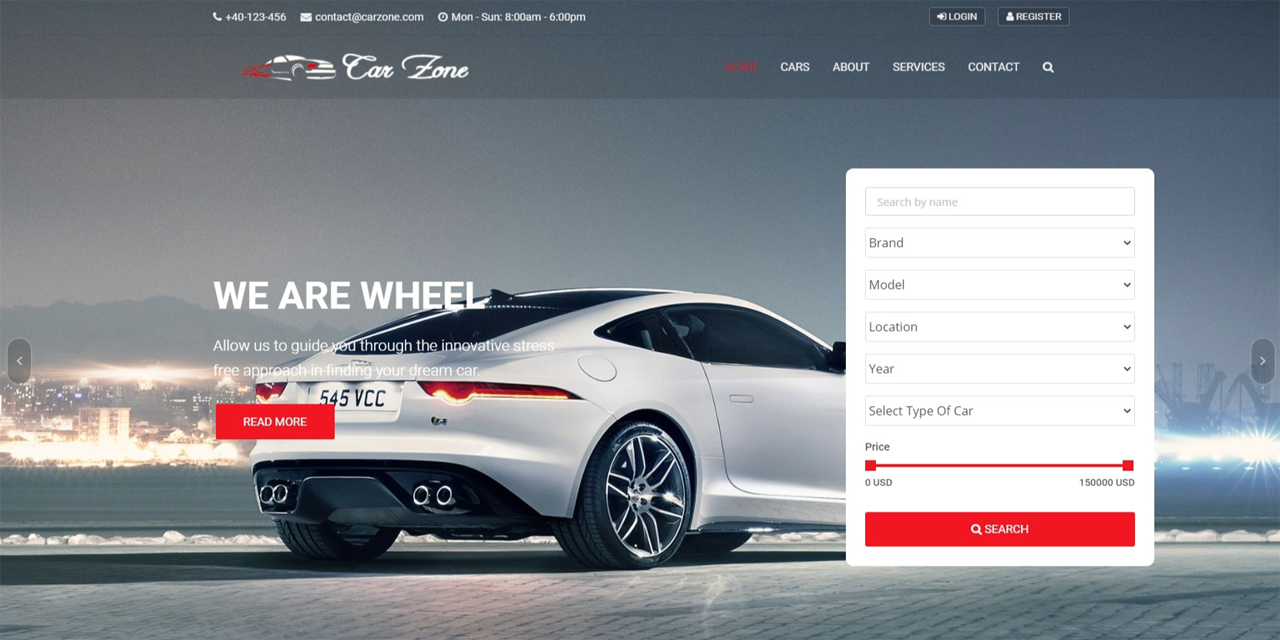 +40-123-456 contact@carzone.com Mon - Sun: 8:00am - 6:00pm LOGIN REGISTER
Car Zone HOME CARS ABOUT SERVICES CONTACT
Search by name
Brand
Model
Location
Year
Select Type Of Car
Price
0 USD 150000 USD
SEARCH
WE ARE WHEEL
Allow us to guide you through the innovative stress
free approach in finding your dream car.
545 VCC
READ MORE